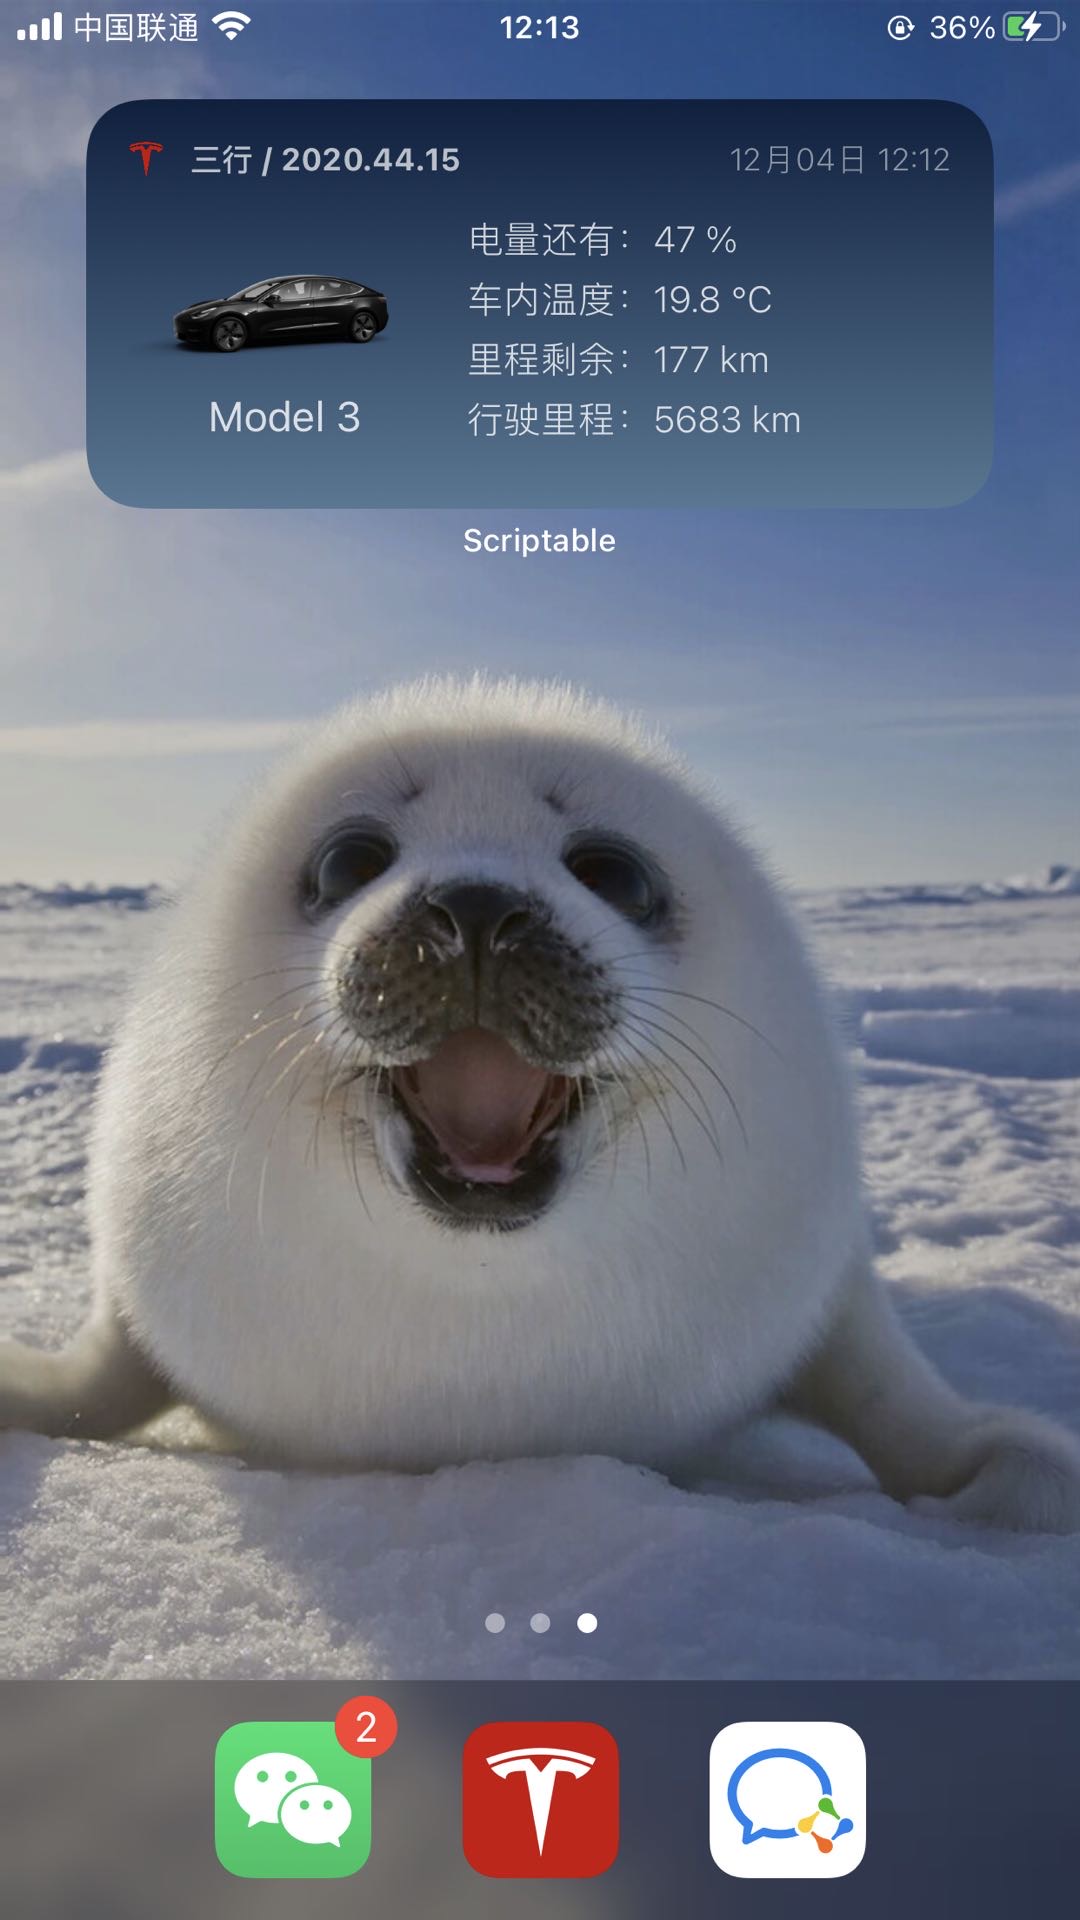 中国联通
12:13
36%
三行 / 2020.44.15
12月04日 12:12
电量还有： 47 %
车内温度： 19.8 °C
里程剩余： 177 km
行驶里程： 5683 km
Model 3
Scriptable
2